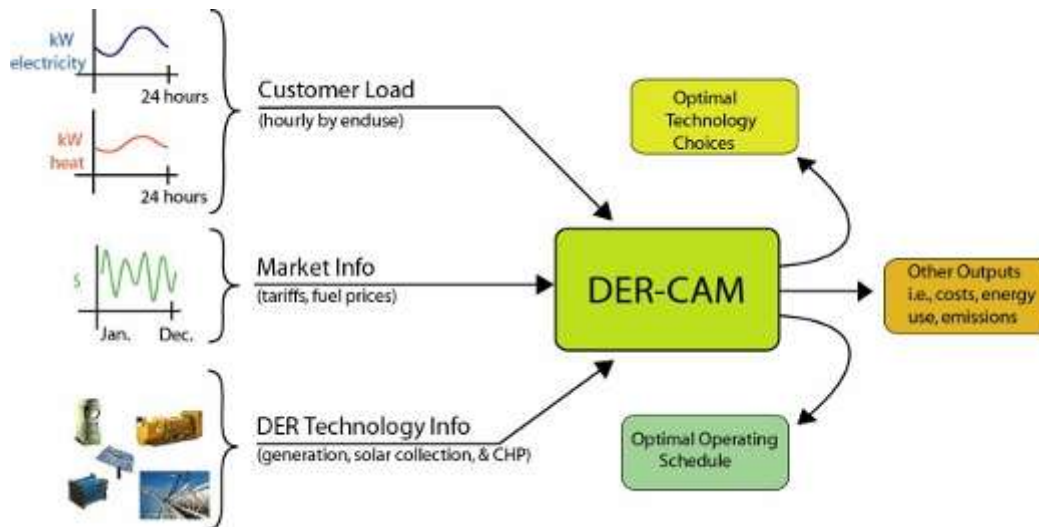 kW
electricity
24 hours
kW
heat
24 hours
Customer Load
(hourly by enduse)
$
Jan. Dec.
Market Info
(tariffs, fuel prices)
DER Technology Info
(generation, solar collection, & CHP)
DER-CAM
Optimal
Technology
Choices
Other Outputs
i.e., costs, energy
use, emissions
Optimal Operating
Schedule